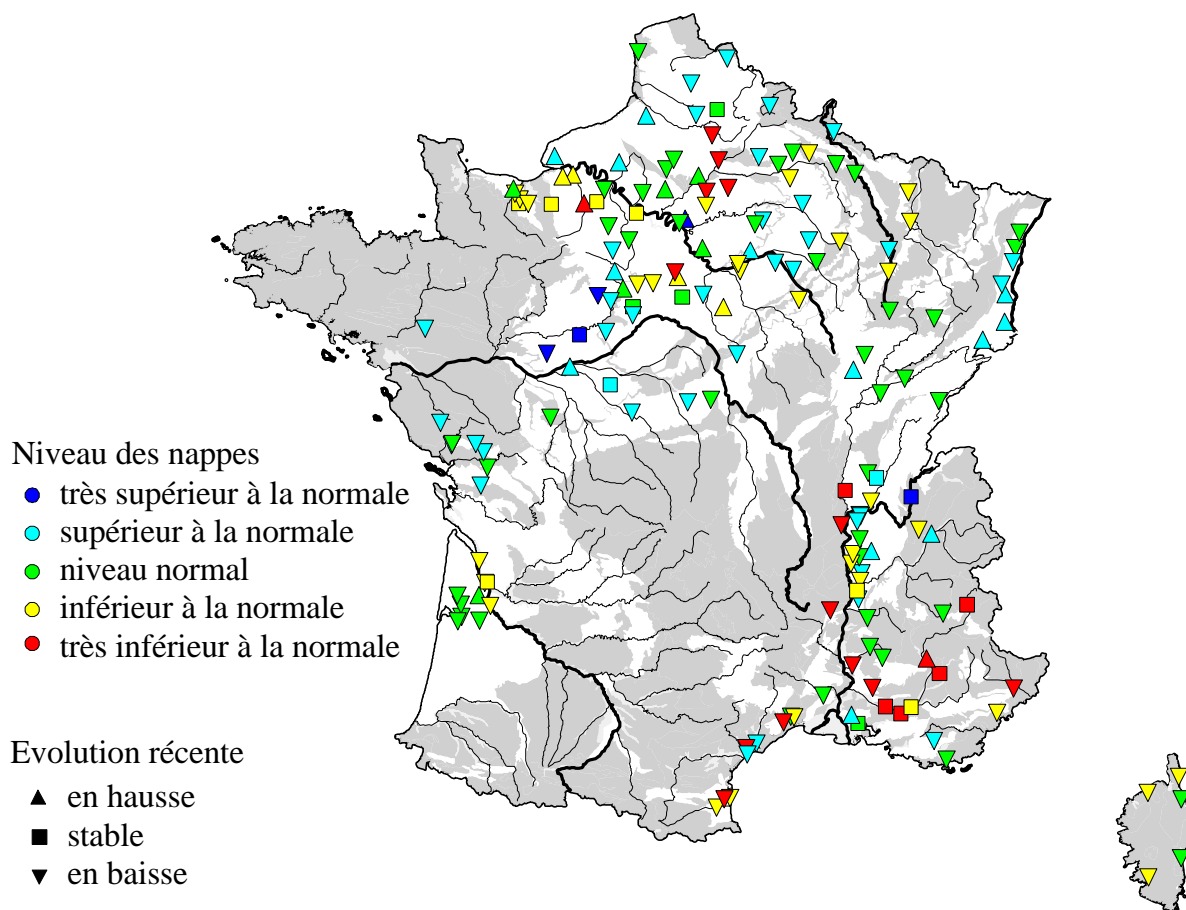 Niveau des nappes
très supérieur à la normale
supérieur à la normale
niveau normal
inférieur à la normale
très inférieur à la normale
Evolution récente
en hausse
stable
en baisse